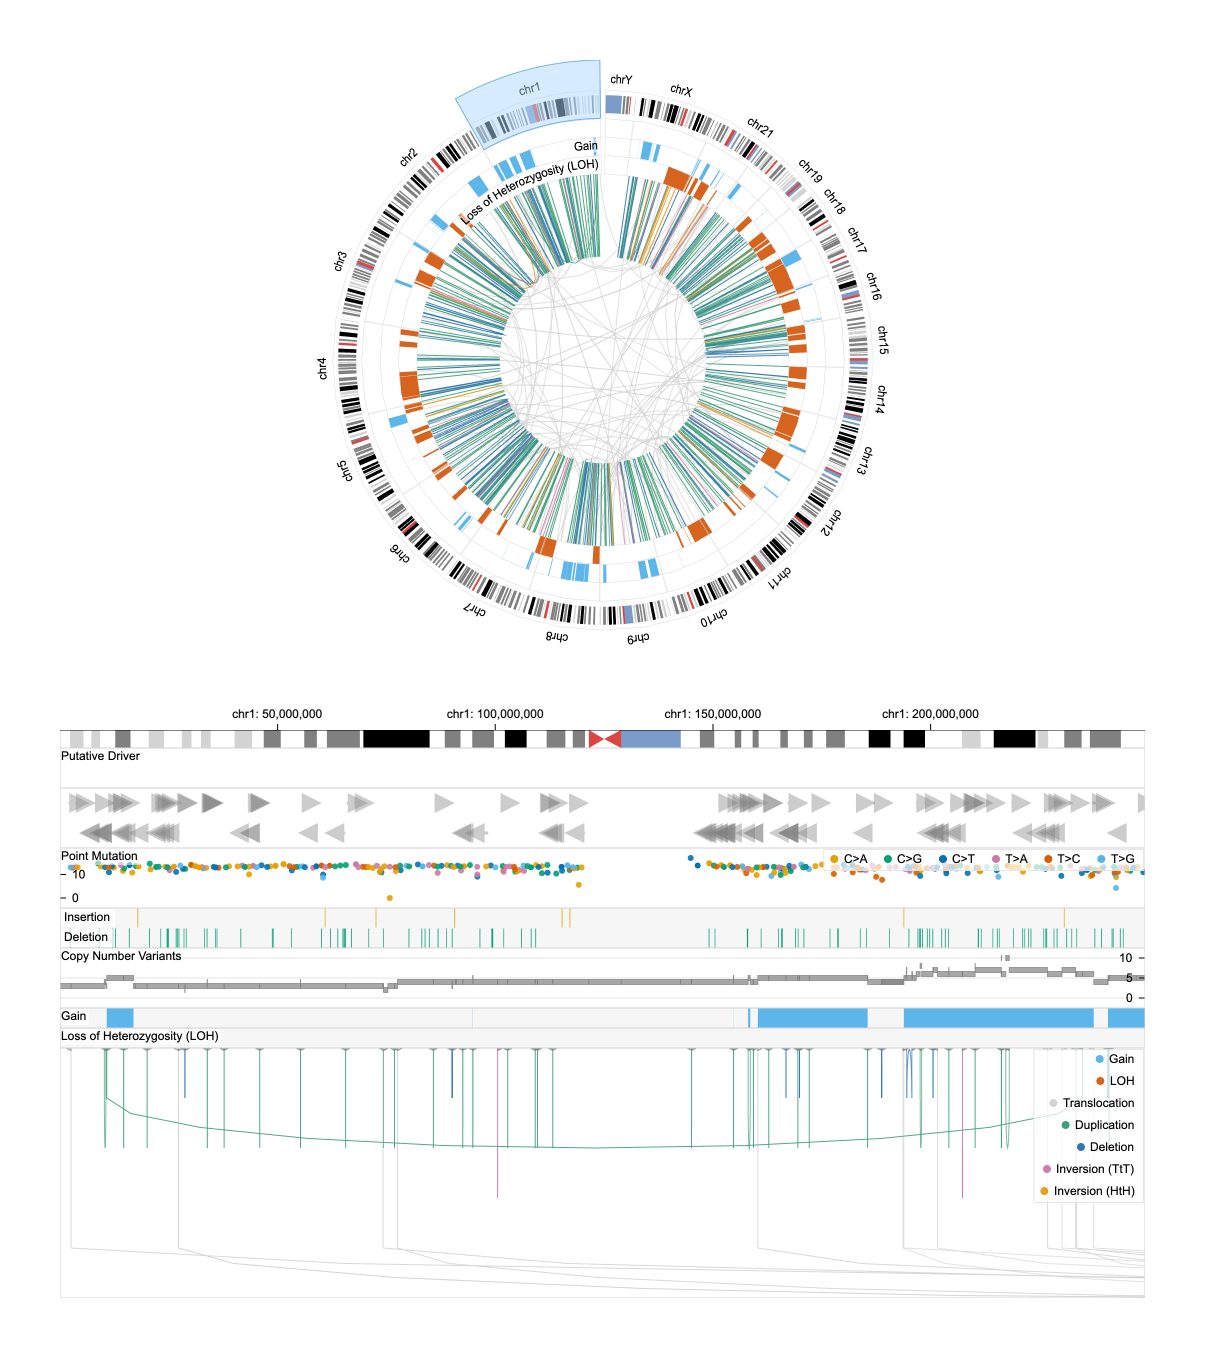 chrY
chrX
chr21
chr19
chr18
chr17
chr16
chr15
chr14
chr13
chr12
chr11
chr10
chr9
chr8
chr7
chr6
chr5
chr4
chr3
chr2
chr1
Gain
Loss of Heterozygosity (LOH)
chr1: 50,000,000 chr1: 100,000,000 chr1: 150,000,000 chr1: 200,000,000
Putative Driver
Point Mutation
C>A C>G C>T T>A T>C T>G
10
0
Insertion
Deletion
Copy Number Variants
10
5
0
Gain
Loss of Heterozygosity (LOH)
Gain
LOH
Translocation
Duplication
Deletion
Inversion (TtT)
Inversion (HtH)